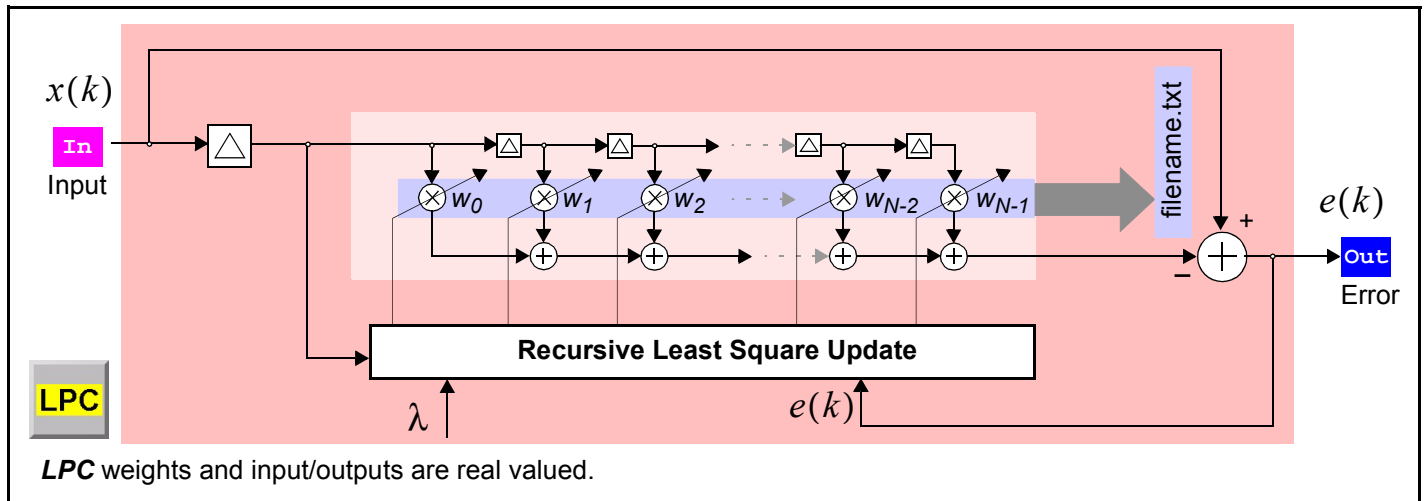 x(k)
In
Input
w0 w1 w2 wN-2 wN-1
filename.txt
+
−
e(k)
Out
Error
Recursive Least Square Update
λ
e(k)
LPC
LPC weights and input/outputs are real valued.